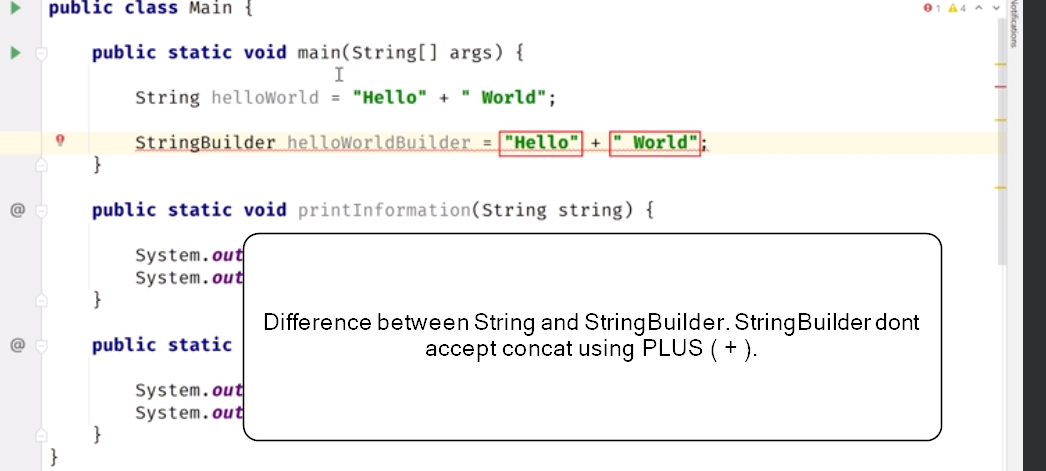 public class Main {
1 4
Notifications
public static void main(String[] args) {
String helloWorld = "Hello" + " World";
StringBuilder helloWorldBuilder = "Hello" + " World";
}
@ public static void printInformation(String string) {
System.out
System.out
}
@ public static
System.out
System.out
}
}
Difference between String and StringBuilder. StringBuilder dont
accept concat using PLUS ( + ).